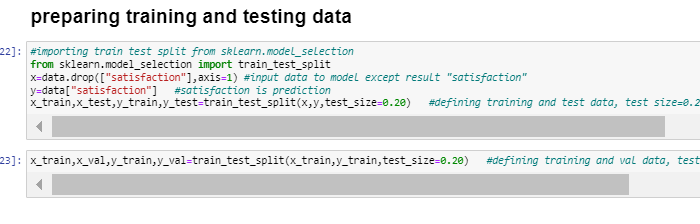 preparing training and testing data
22]: #importing train test split from sklearn.model_selection
from sklearn.model_selection import train_test_split
x=data.drop(["satisfaction"],axis=1) #input data to model except result "satisfaction"
y=data["satisfaction"] #satisfaction is prediction
x_train,x_test,y_train,y_test=train_test_split(x,y,test_size=0.20) #defining training and test data, test size=0.2
23]: x_train,x_val,y_train,y_val=train_test_split(x_train,y_train,test_size=0.20) #defining training and val data, test